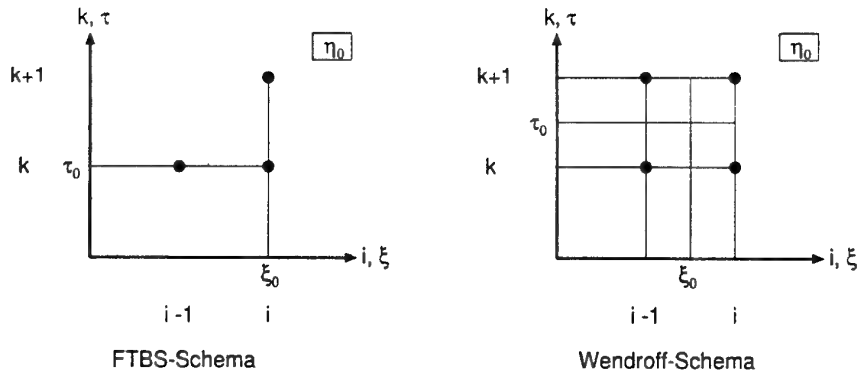 k, τ
η₀
k+1
k
τ₀
i, ξ
ξ₀
i -1
i
FTBS-Schema
k, τ
η₀
k+1
τ₀
k
i, ξ
ξ₀
i -1
i
Wendroff-Schema